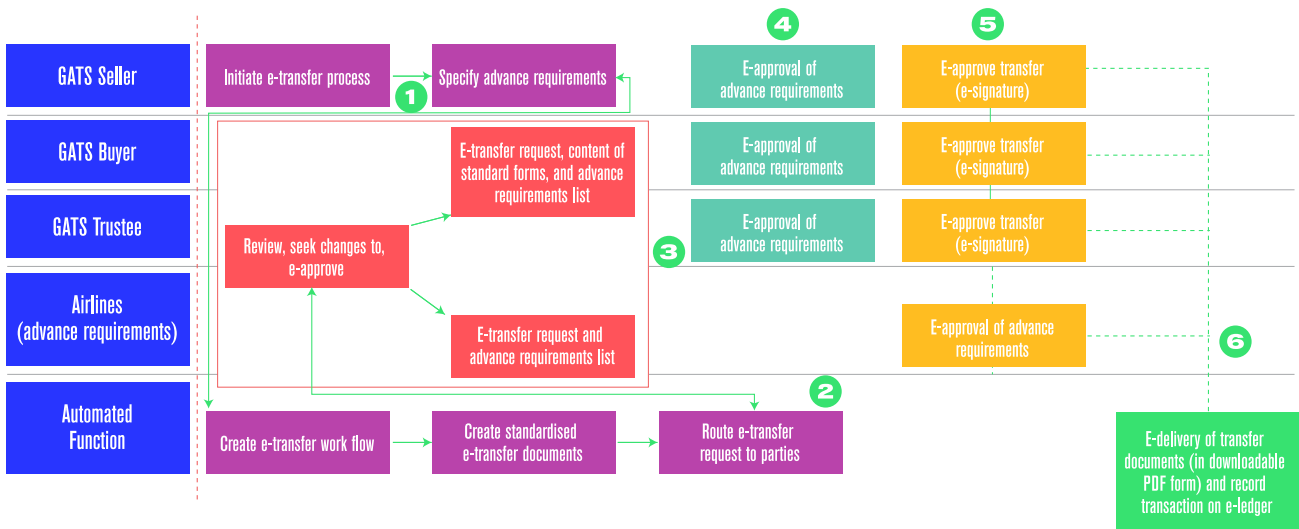 4
5
GATS Seller
Initiate e-transfer process
1
Specify advance requirements
E-approval of
advance requirements
E-approve transfer
(e-signature)
GATS Buyer
E-transfer request, content of
standard forms, and advance
requirements list
E-approval of
advance requirements
E-approve transfer
(e-signature)
GATS Trustee
Review, seek changes to,
e-approve
3
E-approval of
advance requirements
E-approve transfer
(e-signature)
Airlines
(advance requirements)
E-transfer request and
advance requirements list
E-approval of advance
requirements
6
2
Automated
Function
Create e-transfer work flow
Create standardised
e-transfer documents
Route e-transfer
request to parties
E-delivery of transfer
documents (in downloadable
PDF form) and record
transaction on e-ledger